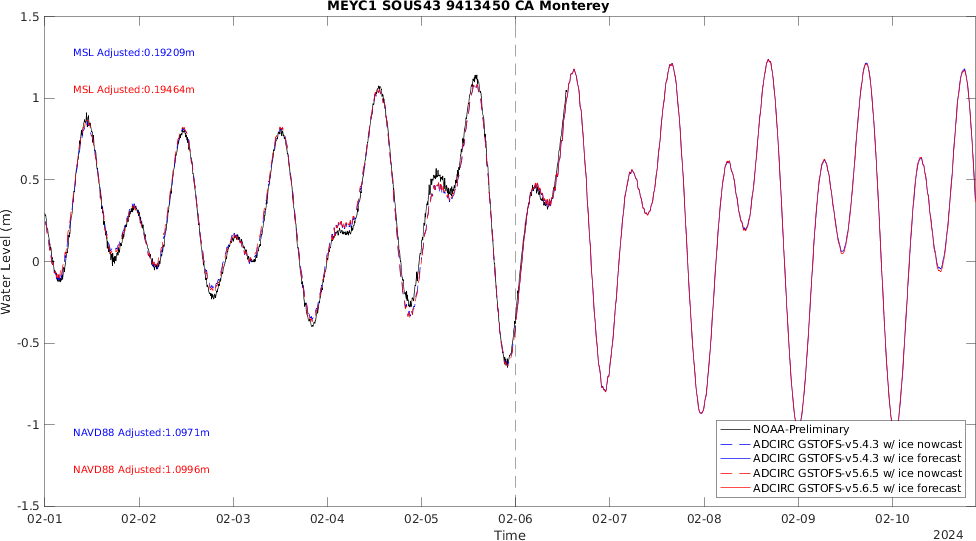 MEYC1 SOUS43 9413450 CA Monterey
1.5
1
0.5
0
-0.5
-1
-1.5
Water Level (m)
MSL Adjusted:0.19209m
MSL Adjusted:0.19464m
NAVD88 Adjusted:1.0971m
NAVD88 Adjusted:1.0996m
NOAA-Preliminary
ADCIRC GSTOFS-v5.4.3 w/ ice nowcast
ADCIRC GSTOFS-v5.4.3 w/ ice forecast
ADCIRC GSTOFS-v5.6.5 w/ ice nowcast
ADCIRC GSTOFS-v5.6.5 w/ ice forecast
02-01 02-02 02-03 02-04 02-05 02-06 02-07 02-08 02-09 02-10
Time
2024